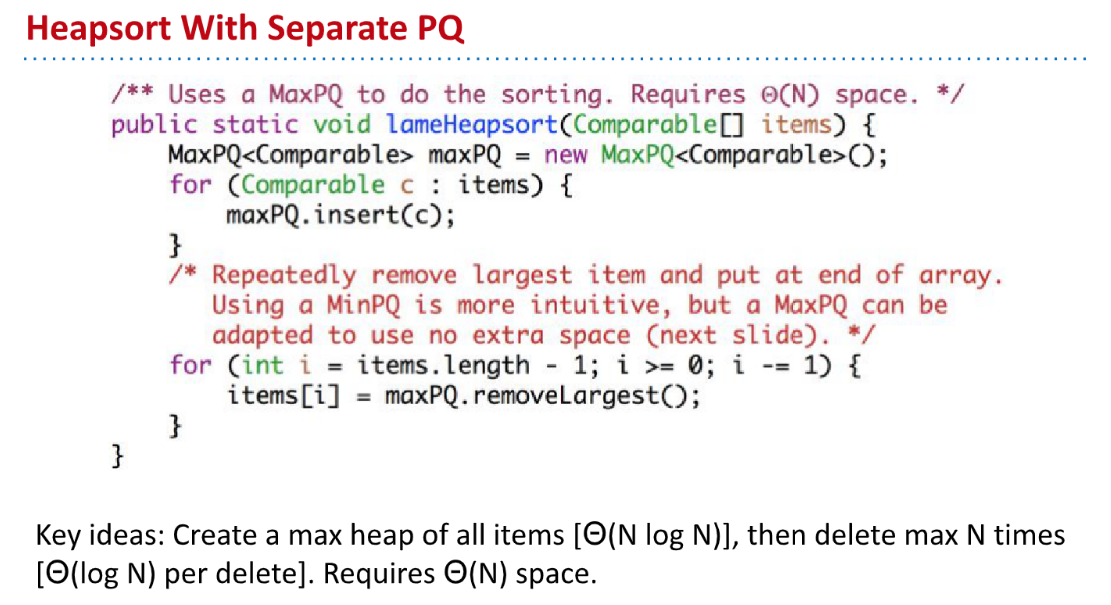 Heapsort With Separate PQ
/** Uses a MaxPQ to do the sorting. Requires Θ(N) space. */
public static void lameHeapsort(Comparable[] items) {
    MaxPQ<Comparable> maxPQ = new MaxPQ<Comparable>();
    for (Comparable c : items) {
        maxPQ.insert(c);
    }
    /* Repeatedly remove largest item and put at end of array.
       Using a MinPQ is more intuitive, but a MaxPQ can be
       adapted to use no extra space (next slide). */
    for (int i = items.length - 1; i >= 0; i -= 1) {
        items[i] = maxPQ.removeLargest();
    }
}
Key ideas: Create a max heap of all items [Θ(N log N)], then delete max N times
[Θ(log N) per delete]. Requires Θ(N) space.